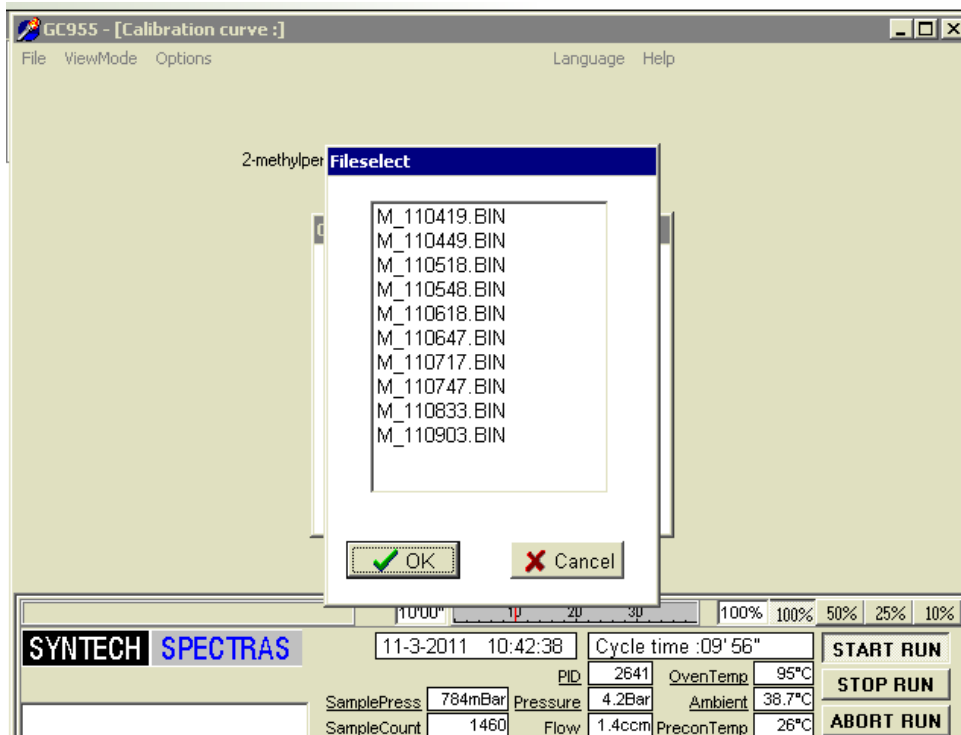 GC955 - [Calibration curve :]
File ViewMode Options Language Help
2-methylper
Fileselect
M_110419.BIN
M_110449.BIN
M_110518.BIN
M_110548.BIN
M_110618.BIN
M_110647.BIN
M_110717.BIN
M_110747.BIN
M_110833.BIN
M_110903.BIN
OK Cancel
10'00" 10 20 30 100% 100% 50% 25% 10%
SYNTECH SPECTRAS 11-3-2011 10:42:38 Cycle time :09'56" START RUN
PID 2641 OvenTemp 95°C
STOP RUN
SamplePress 784mBar Pressure 4.2Bar Ambient 38.7°C
SampleCount 1460 Flow 1.4ccm PreconTemp 26°C ABORT RUN